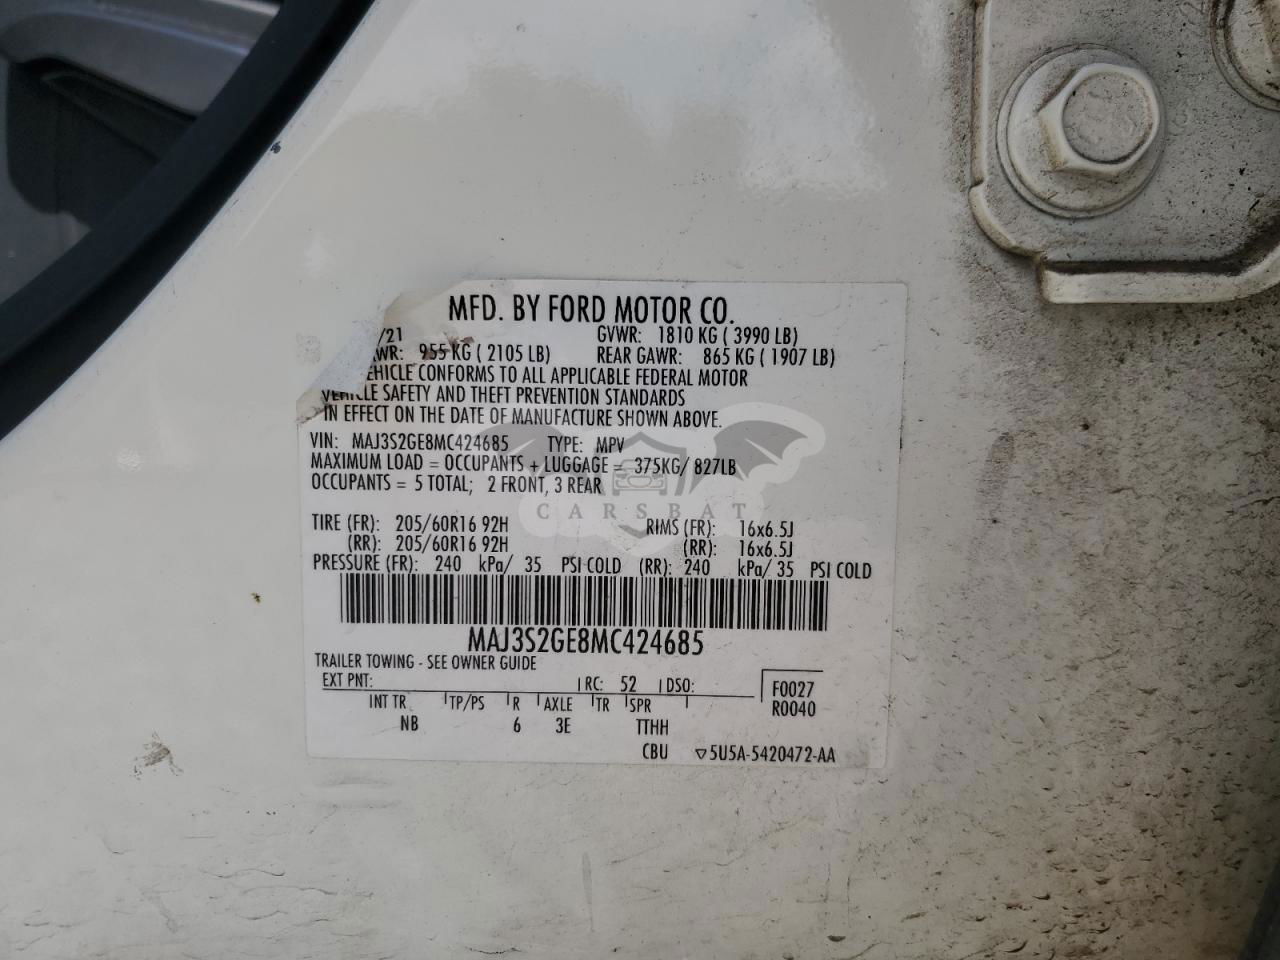 MFD. BY FORD MOTOR CO.
/21 GVWR: 1810 KG ( 3990 LB)
WR: 955 KG ( 2105 LB) REAR GAWR: 865 KG ( 1907 LB)
EHICLE CONFORMS TO ALL APPLICABLE FEDERAL MOTOR
VEHICLE SAFETY AND THEFT PREVENTION STANDARDS
IN EFFECT ON THE DATE OF MANUFACTURE SHOWN ABOVE.
VIN: MAJ3S2GE8MC424685 TYPE: MPV
MAXIMUM LOAD = OCCUPANTS + LUGGAGE = 375KG/ 827LB
OCCUPANTS = 5 TOTAL; 2 FRONT, 3 REAR
CARSBAT
TIRE (FR): 205/60R16 92H RIMS (FR): 16x6.5J
(RR): 205/60R16 92H (RR): 16x6.5J
PRESSURE (FR): 240 kPa/ 35 PSI COLD (RR): 240 kPa/ 35 PSI COLD
MAJ3S2GE8MC424685
TRAILER TOWING - SEE OWNER GUIDE
EXT PNT: RC: 52 DSO: F0027
INT TR TP/PS R AXLE TR SPR R0040
NB 6 3E TTHH
CBU ▽5U5A-5420472-AA